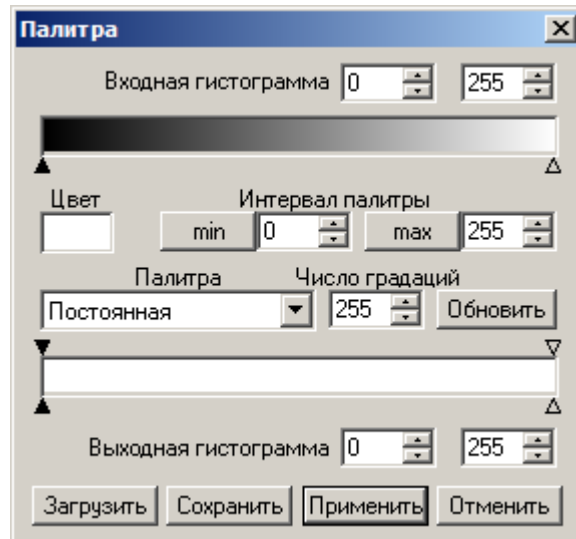 Палитра
Входная гистограмма 0 255
Цвет Интервал палитры
min 0 max 255
Палитра Число градаций
Постоянная 255 Обновить
Выходная гистограмма 0 255
Загрузить Сохранить Применить Отменить